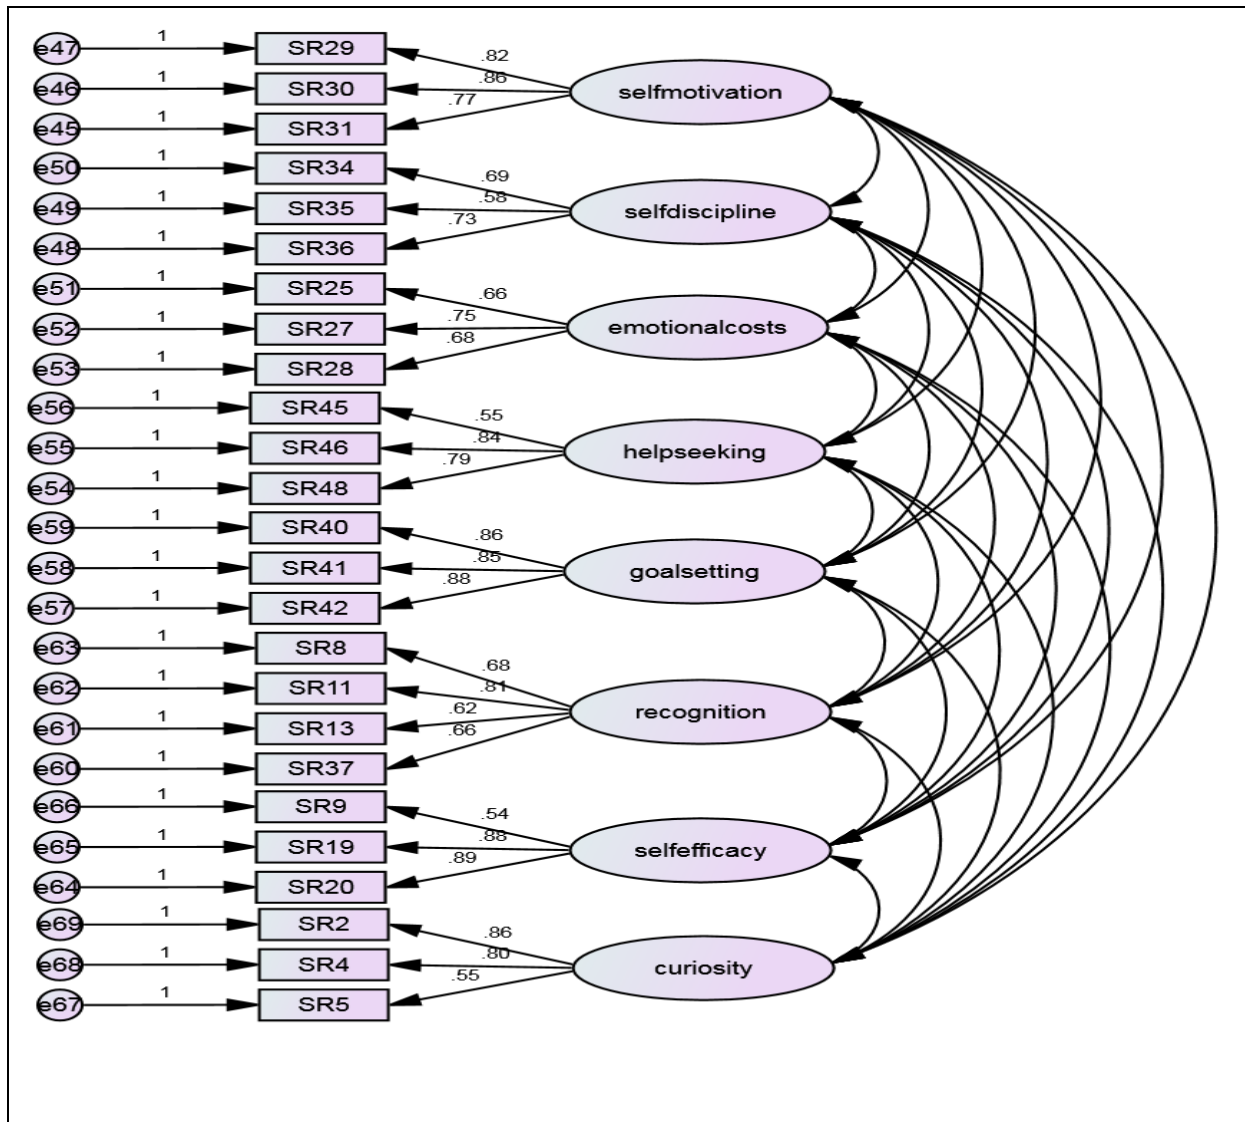 e47 1 SR29 .82
e46 1 SR30 .86 selfmotivation
e45 1 SR31 .77
e50 1 SR34 .69
e49 1 SR35 .58 selfdiscipline
e48 1 SR36 .73
e51 1 SR25 .66
e52 1 SR27 .75 emotionalcosts
e53 1 SR28 .68
e56 1 SR45 .55
e55 1 SR46 .84 helpseeking
e54 1 SR48 .79
e59 1 SR40 .86
e58 1 SR41 .85 goalsetting
e57 1 SR42 .88
e63 1 SR8 .68
e62 1 SR11 .81 recognition
e61 1 SR13 .62
e60 1 SR37 .66
e66 1 SR9 .54
e65 1 SR19 .88 selfefficacy
e64 1 SR20 .89
e69 1 SR2 .86
e68 1 SR4 .80 curiosity
e67 1 SR5 .55